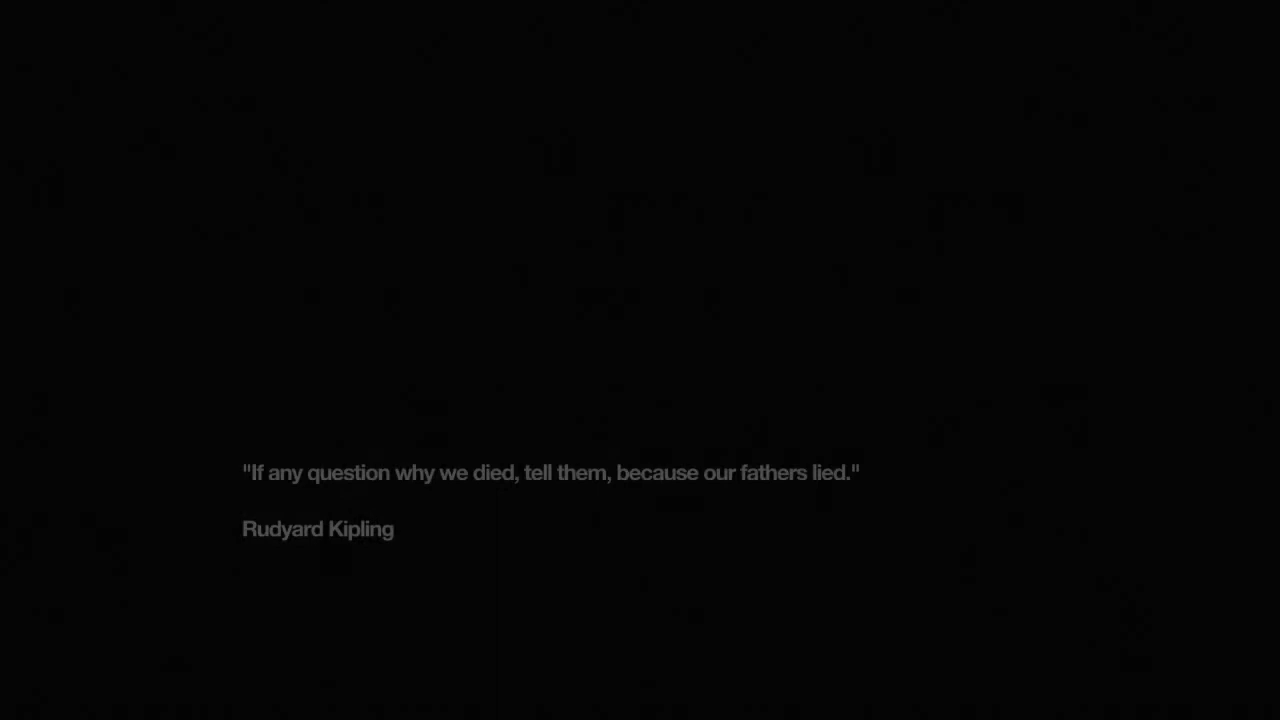 "If any question why we died, tell them, because our fathers lied."
Rudyard Kipling